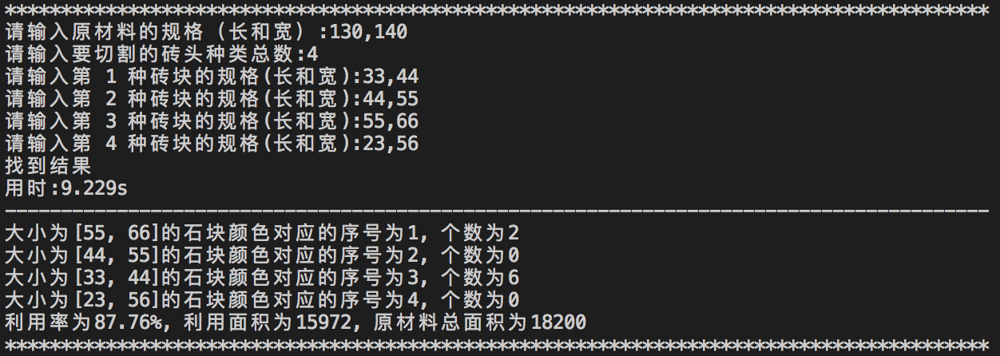 ****************************************************************************************
请输入原材料的规格（长和宽）:130,140
请输入要切割的砖头种类总数:4
请输入第 1 种砖块的规格(长和宽):33,44
请输入第 2 种砖块的规格(长和宽):44,55
请输入第 3 种砖块的规格(长和宽):55,66
请输入第 4 种砖块的规格(长和宽):23,56
找到结果
用时:9.229s
----------------------------------------------------------------------------------------
大小为[55, 66]的石块颜色对应的序号为1, 个数为2
大小为[44, 55]的石块颜色对应的序号为2, 个数为0
大小为[33, 44]的石块颜色对应的序号为3, 个数为6
大小为[23, 56]的石块颜色对应的序号为4, 个数为0
利用率为87.76%, 利用面积为15972, 原材料总面积为18200
****************************************************************************************